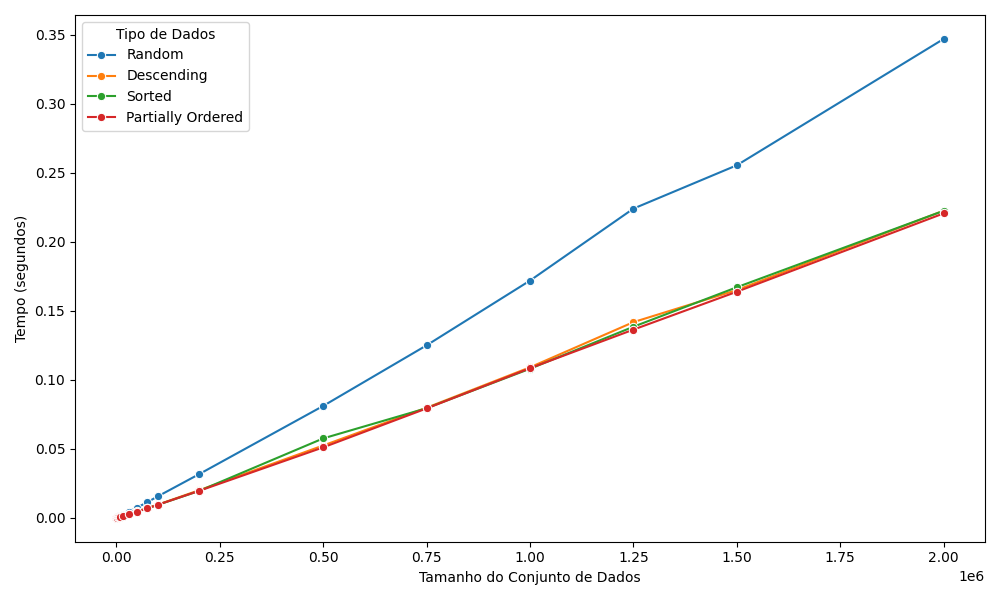 Tipo de Dados
Random
Descending
Sorted
Partially Ordered
Tempo (segundos)
0.35
0.30
0.25
0.20
0.15
0.10
0.05
0.00
0.00 0.25 0.50 0.75 1.00 1.25 1.50 1.75 2.00
1e6
Tamanho do Conjunto de Dados